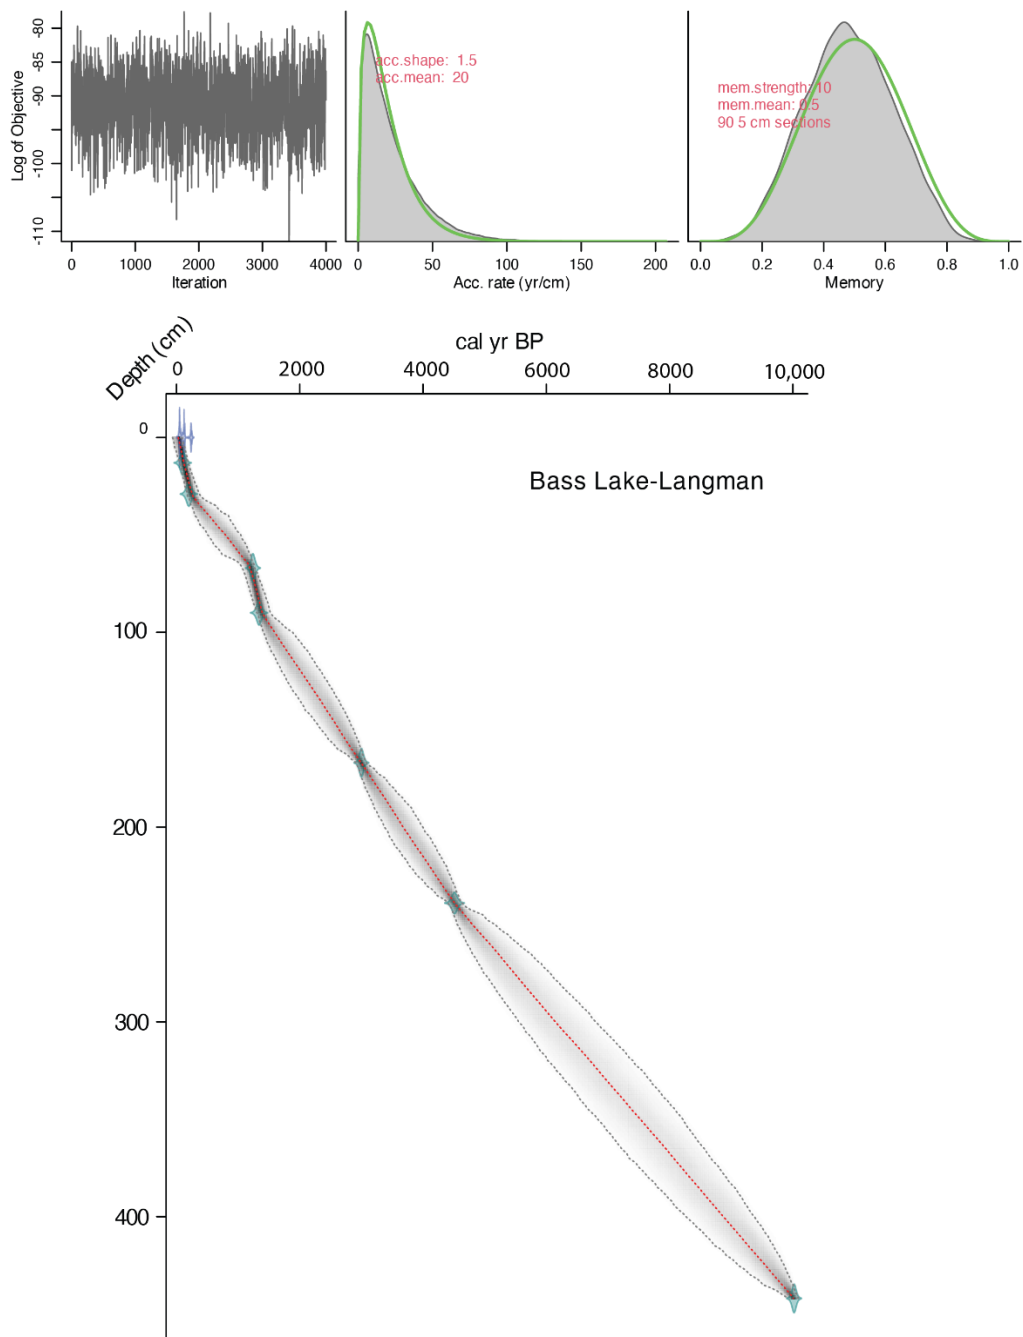 Log of Objective
-80
-85
-90
-100
-110
0 1000 2000 3000 4000
Iteration
acc.shape: 1.5
acc.mean: 20
0 50 100 150 200
Acc. rate (yr/cm)
mem.strength: 10
mem.mean: 0.5
90 5 cm sections
0.0 0.2 0.4 0.6 0.8 1.0
Memory
Depth (cm)
cal yr BP
0 2000 4000 6000 8000 10,000
0
Bass Lake-Langman
100
200
300
400